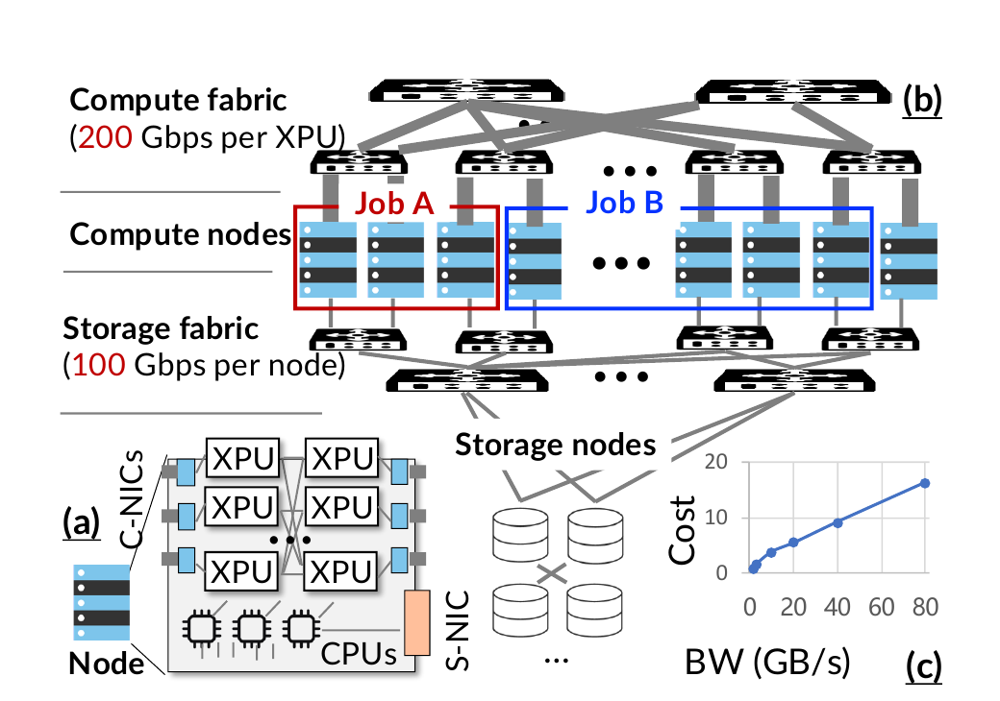 Compute fabric
(200 Gbps per XPU)
(b)
Job A
Job B
Compute nodes
Storage fabric
(100 Gbps per node)
Storage nodes
C-NICs
(a)
XPU XPU
XPU XPU
XPU XPU
CPUs
S-NIC
Node
...
Cost
20
10
0
0 20 40 60 80
BW (GB/s)
(c)